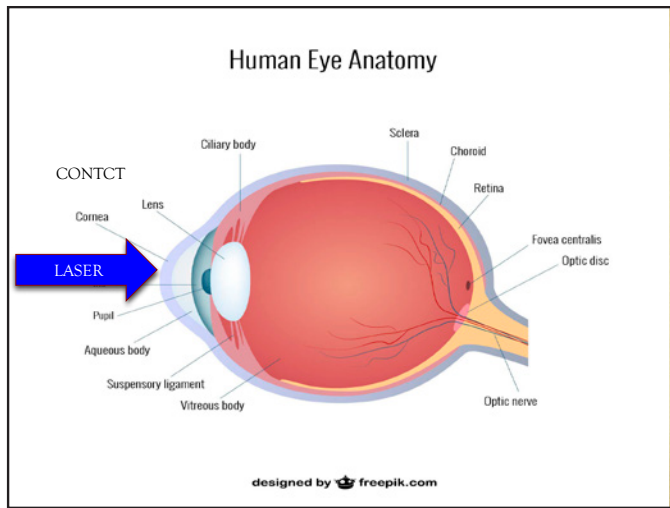 Human Eye Anatomy
Sclera
Ciliary body
Choroid
CONTCT
Retina
Lens
Cornea
Fovea centralis
Optic disc
LASER
Pupil
Aqueous body
Suspensory ligament
Vitreous body
Optic nerve
designed by freepik.com